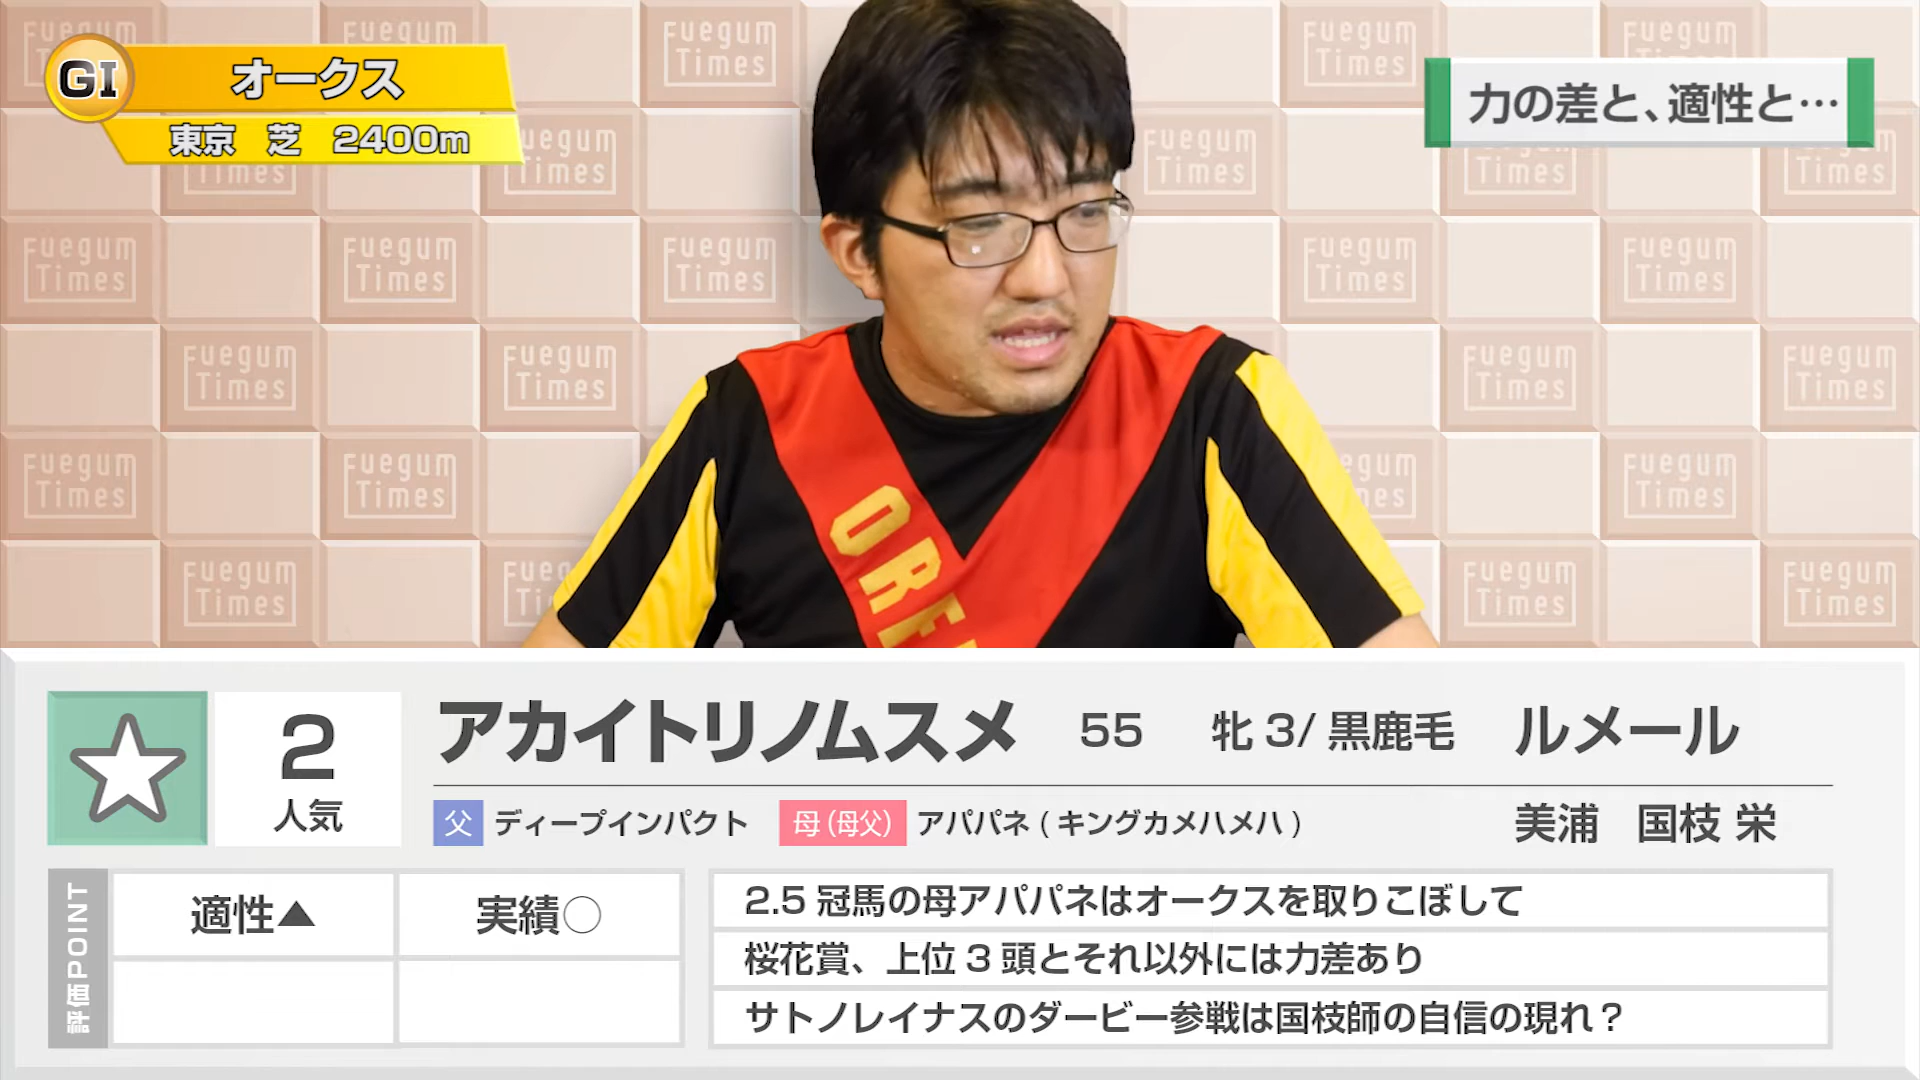 GI
オークス
東京 芝 2400m
力の差と、適性と…
Fuegum Times
ORE
☆
2
人気
アカイトリノムスメ 55 牝 3/ 黒鹿毛 ルメール
父 ディープインパクト 母(母父) アパパネ ( キングカメハメハ ) 美浦 国枝 栄
評価POINT
適性▲ 実績○
2.5 冠馬の母アパパネはオークスを取りこぼして
桜花賞、上位 3 頭とそれ以外には力差あり
サトノレイナスのダービー参戦は国枝師の自信の現れ?